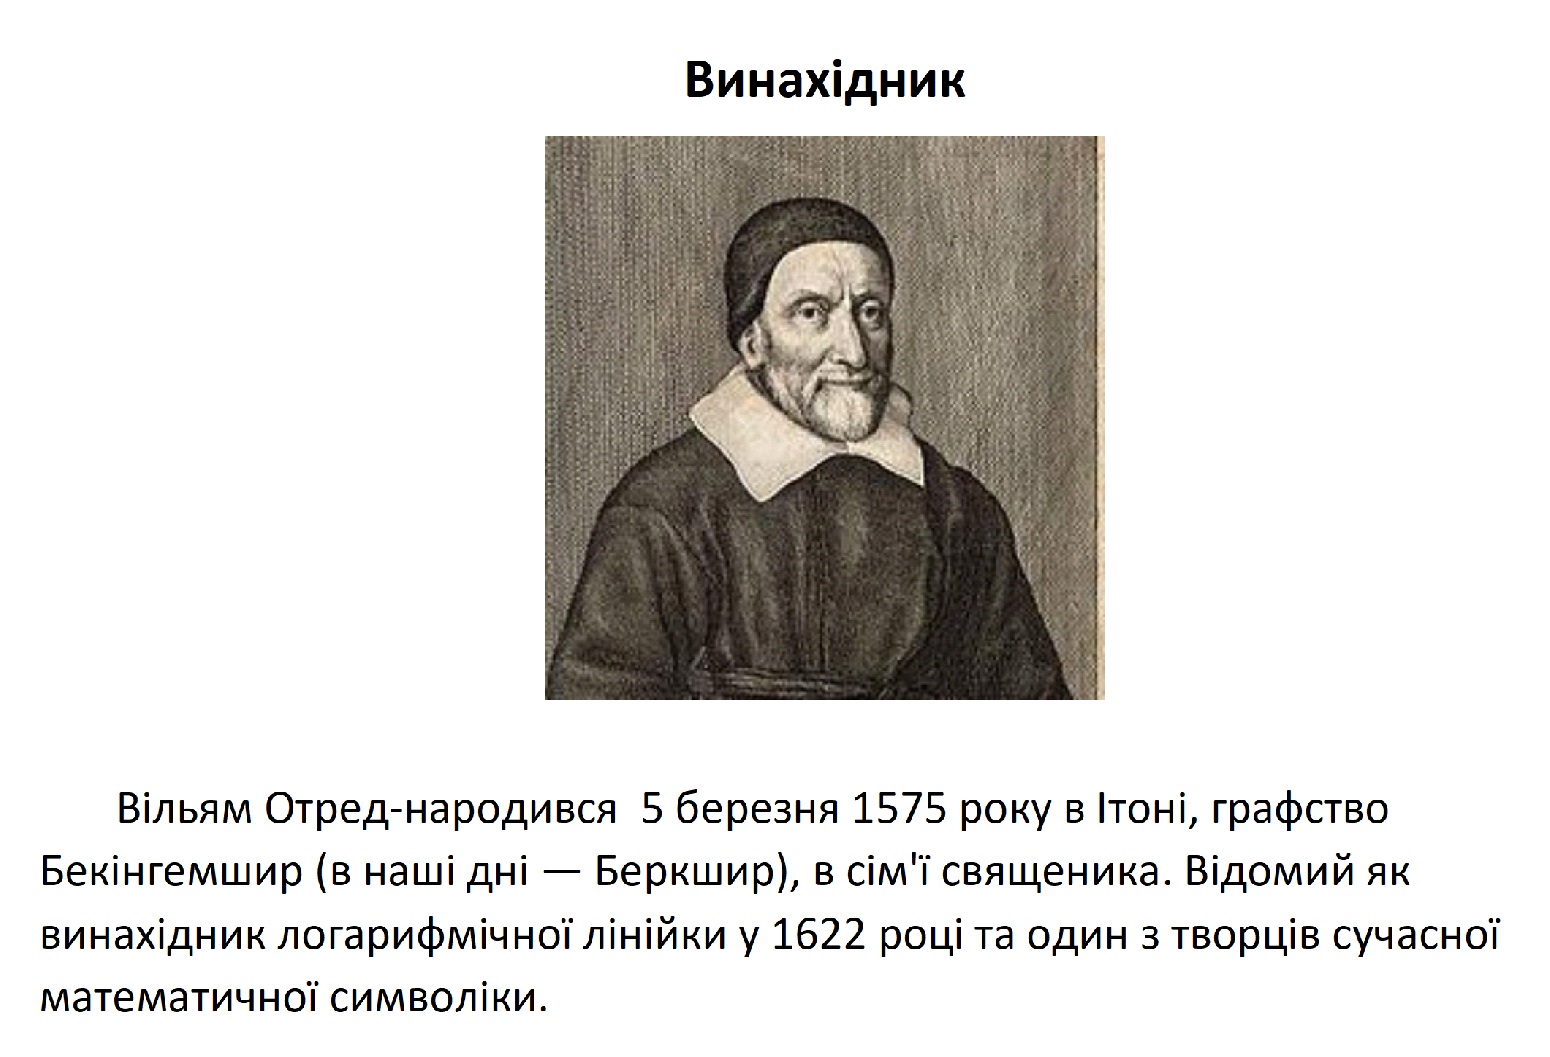 Винахідник
Вільям Отред-народився  5 березня 1575 року в Ітоні, графство
Бекінгемшир (в наші дні — Беркшир), в сім'ї священика. Відомий як
винахідник логарифмічної лінійки у 1622 році та один з творців сучасної
математичної символіки.